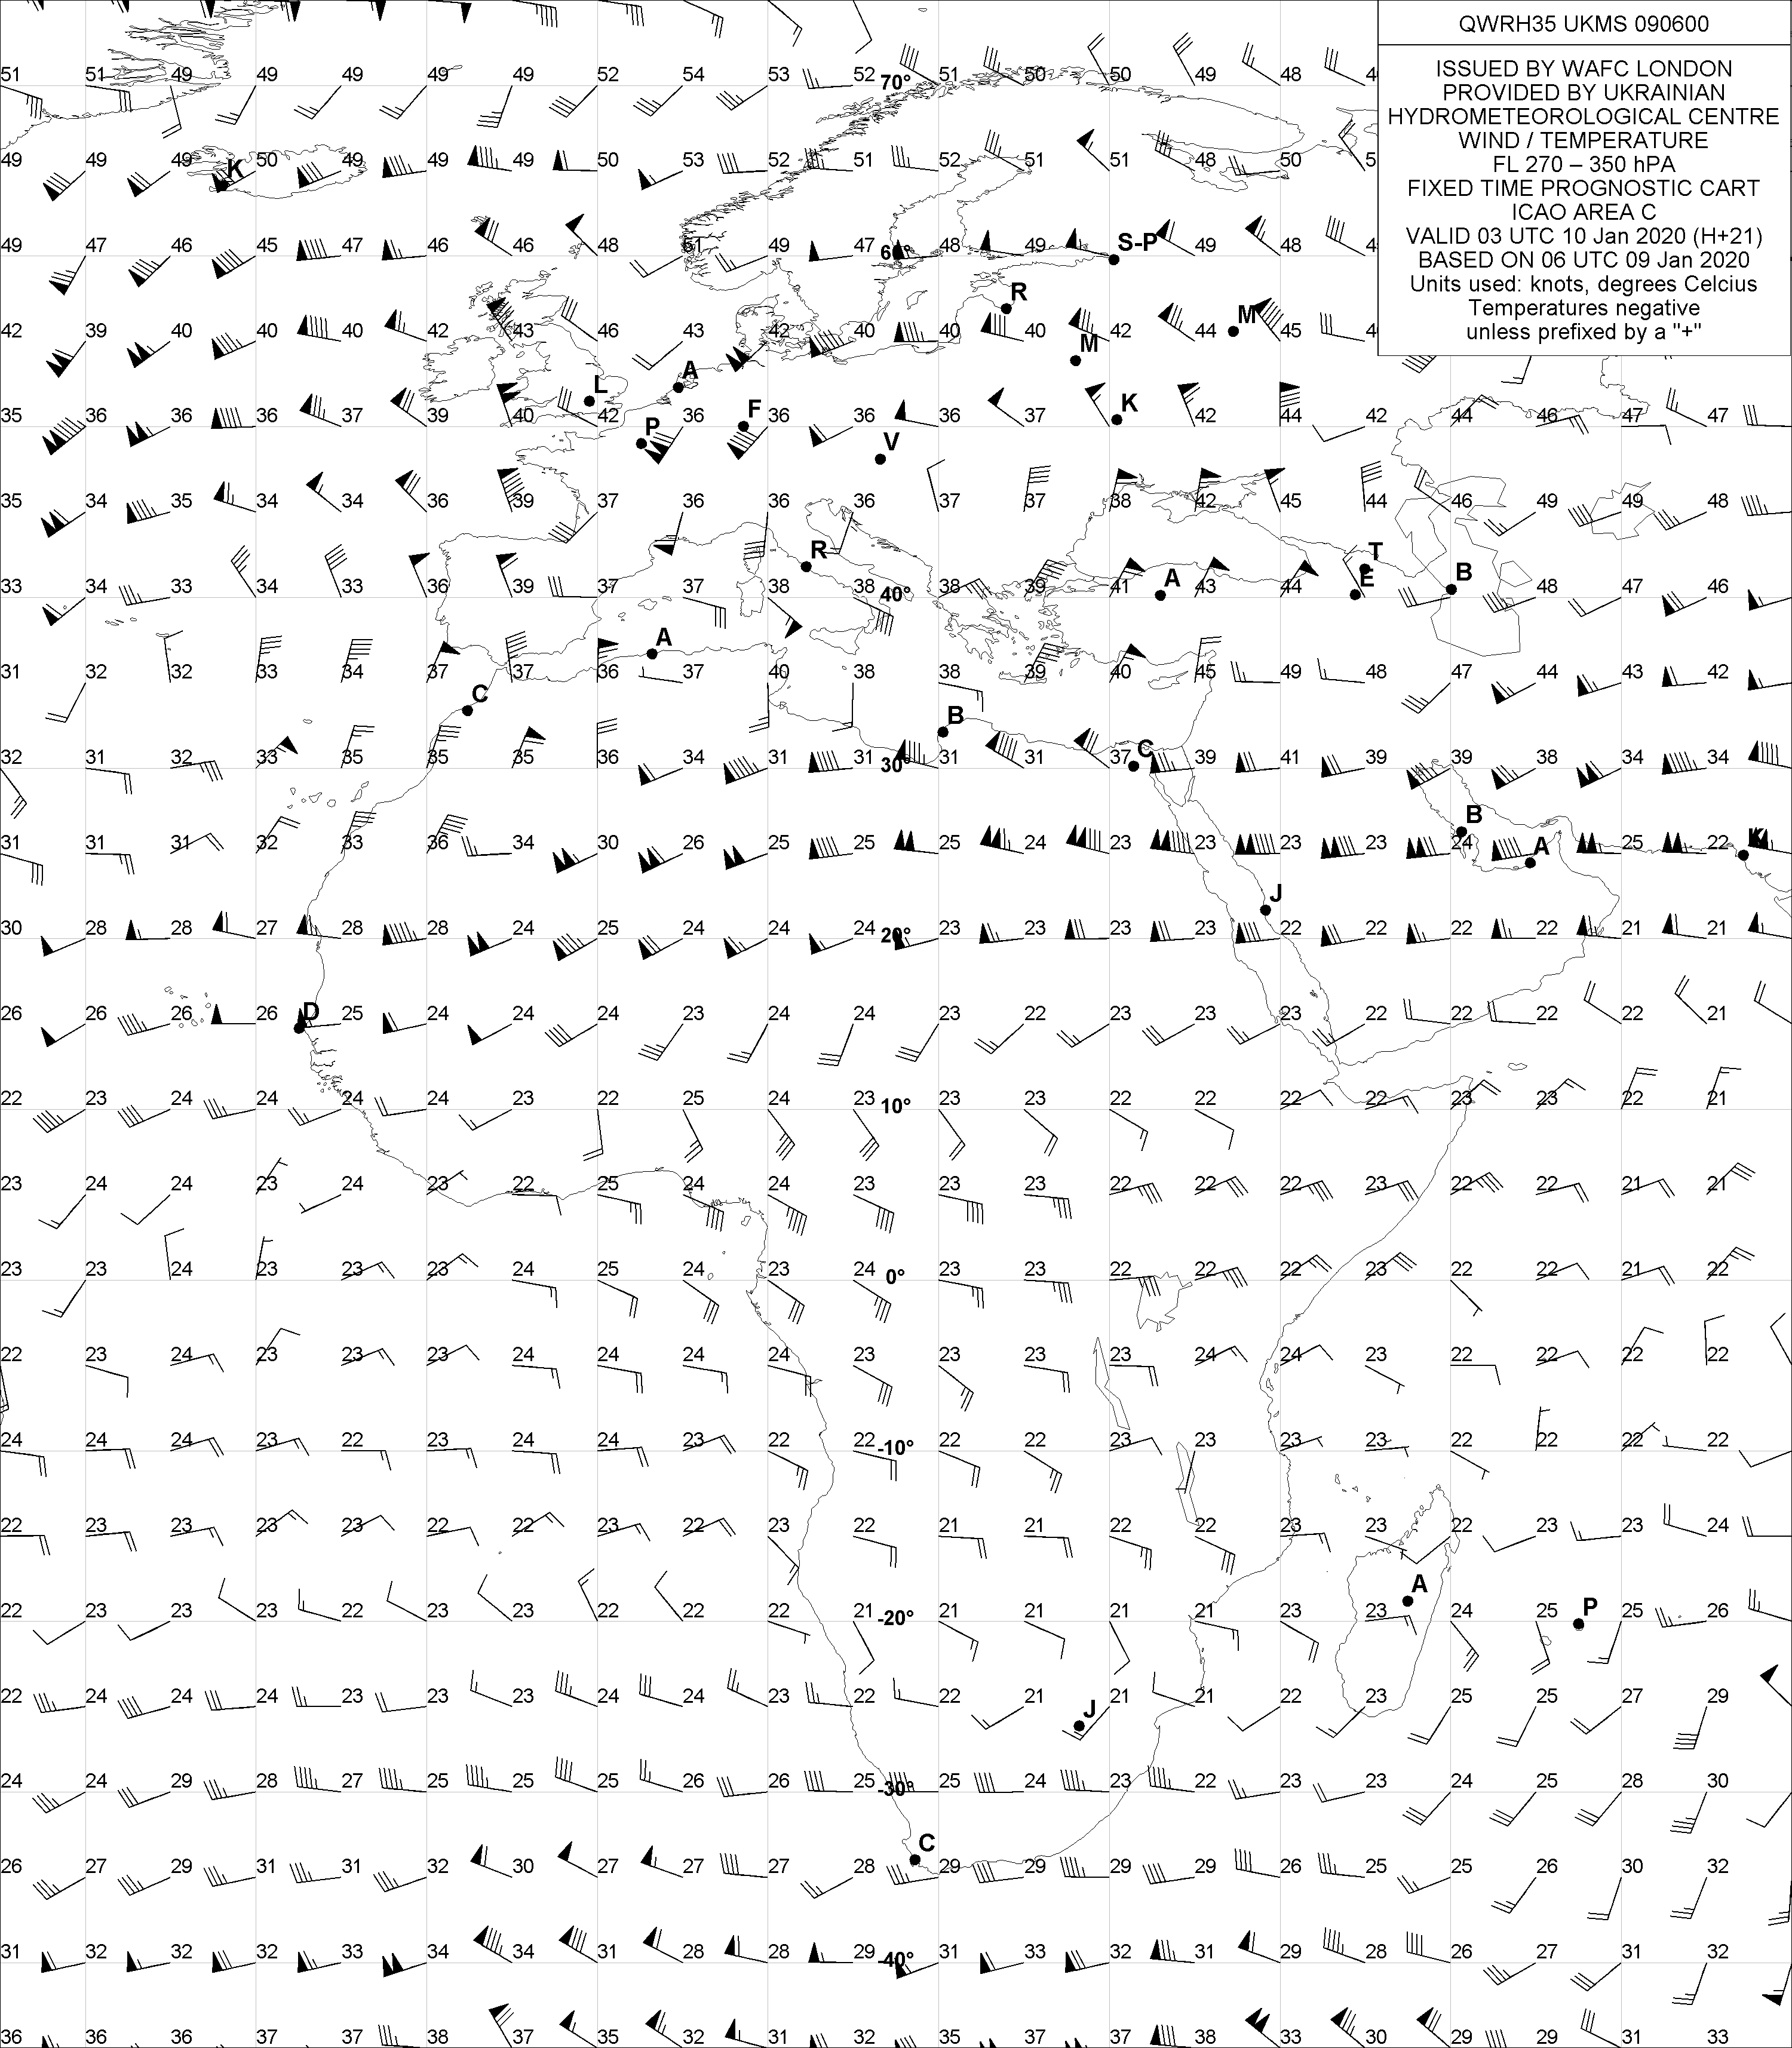 QWRH35 UKMS 090600
ISSUED BY WAFC LONDON
PROVIDED BY UKRAINIAN
HYDROMETEOROLOGICAL CENTRE
WIND / TEMPERATURE
FL 270 – 350 hPA
FIXED TIME PROGNOSTIC CART
ICAO AREA C
VALID 03 UTC 10 Jan 2020 (H+21)
BASED ON 06 UTC 09 Jan 2020
Units used: knots, degrees Celcius
Temperatures negative
unless prefixed by a "+"
51 51 49 49 49 49 49 52 54 53 52 70° 51 50 50 49 48
49 49 49 K 50 49 49 49 50 53 52 51 52 51 51 48 50
49 47 46 45 47 46 46 48 51 49 47 48 49 S-P 49 48
R
42 39 40 40 40 42 43 46 43 40 40 40 42 44 M 45
M
A
L F K
35 36 36 36 37 39 40 42 P 36 36 36 37 42 44 42 44 46 47 47
V
35 34 35 34 34 36 39 37 36 36 36 37 37 38 42 45 44 46 49 49 48
R T
33 34 33 34 33 36 39 37 37 38 38 40° 38 39 41 A 43 44 E B 48 47 46
A
31 32 32 33 34 37 37 36 37 40 38 38 39 40 45 49 48 47 44 43 42
C
B
32 31 32 33 35 35 35 36 34 31 31 30° 31 31 37 C 39 41 39 39 38 34 34
B
31 31 31 32 33 36 34 30 26 25 25 25 24 23 23 23 23 24 A 25 22
J
30 28 28 27 28 28 24 25 24 24 24 20° 23 23 23 23 22 22 22 22 21 21
26 26 26 26 D 25 24 24 24 23 24 24 23 22 23 23 23 22 22 22 22 21
22 23 24 24 24 24 23 22 25 24 23 10° 23 23 22 22 22 22 23 23 22 21
23 24 24 23 24 23 22 25 24 24 23 23 23 22 22 22 23 22 22 21 21
23 23 24 23 23 23 24 25 24 23 24 0° 23 23 22 22 22 23 22 22 21 22
22 23 24 23 23 23 24 24 24 24 23 23 23 23 24 24 23 22 22 22 22
24 24 24 23 22 23 24 24 23 22 22 -10° 22 22 23 23 23 23 22 22 22 22
22 23 23 23 23 22 22 23 22 23 22 21 21 22 22 23 23 22 23 23 24
A
22 23 23 23 22 23 23 22 22 22 21 -20° 21 21 21 21 23 23 24 25 P 25 26
22 24 24 24 23 23 23 24 24 23 22 22 21 J 21 21 22 23 25 25 27 29
24 24 29 28 27 25 25 25 26 26 25 -30° 25 24 23 22 23 23 24 25 28 30
C
26 27 29 31 31 32 30 27 27 27 28 29 29 29 29 26 25 25 26 30 32
31 32 32 32 33 34 34 31 28 28 29 -40° 31 33 32 31 29 28 26 27 31 32
36 36 36 37 37 38 37 35 32 31 32 35 37 37 38 33 30 29 29 31 33